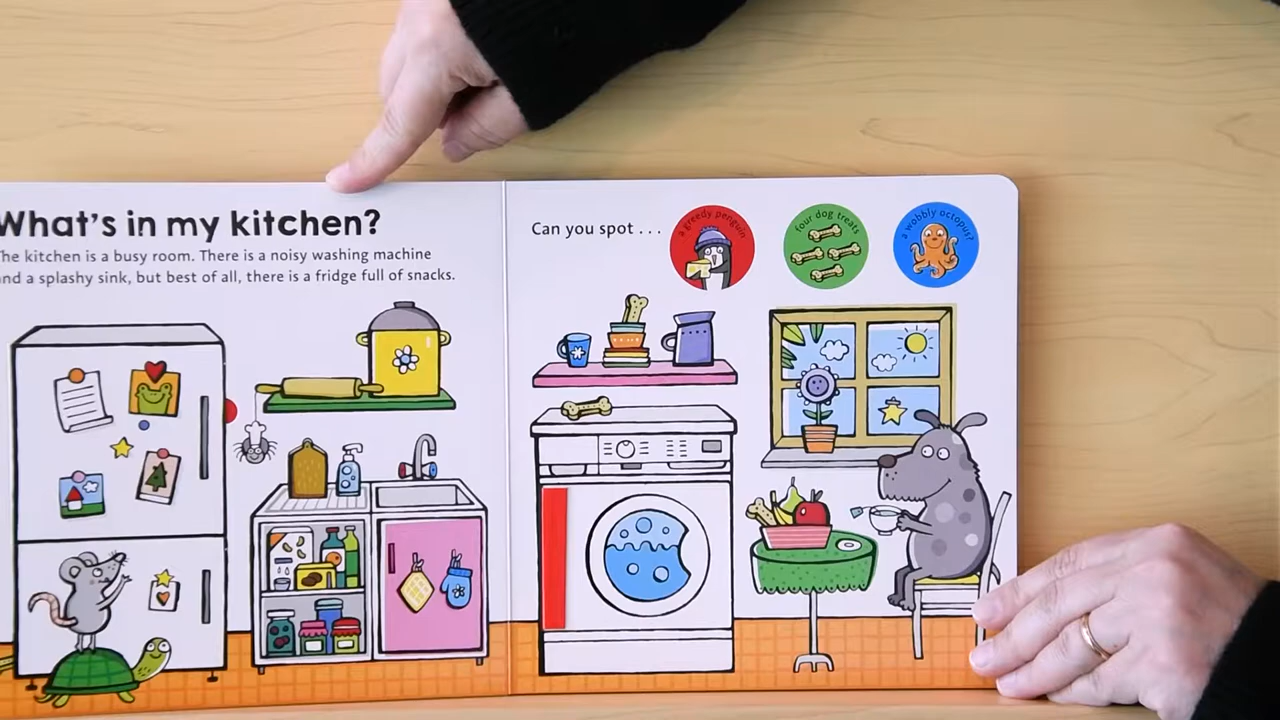 What's in my kitchen?
The kitchen is a busy room. There is a noisy washing machine
and a splashy sink, but best of all, there is a fridge full of snacks.
Can you spot . . .
a greedy penguin
four dog treats
a wobbly octopus?